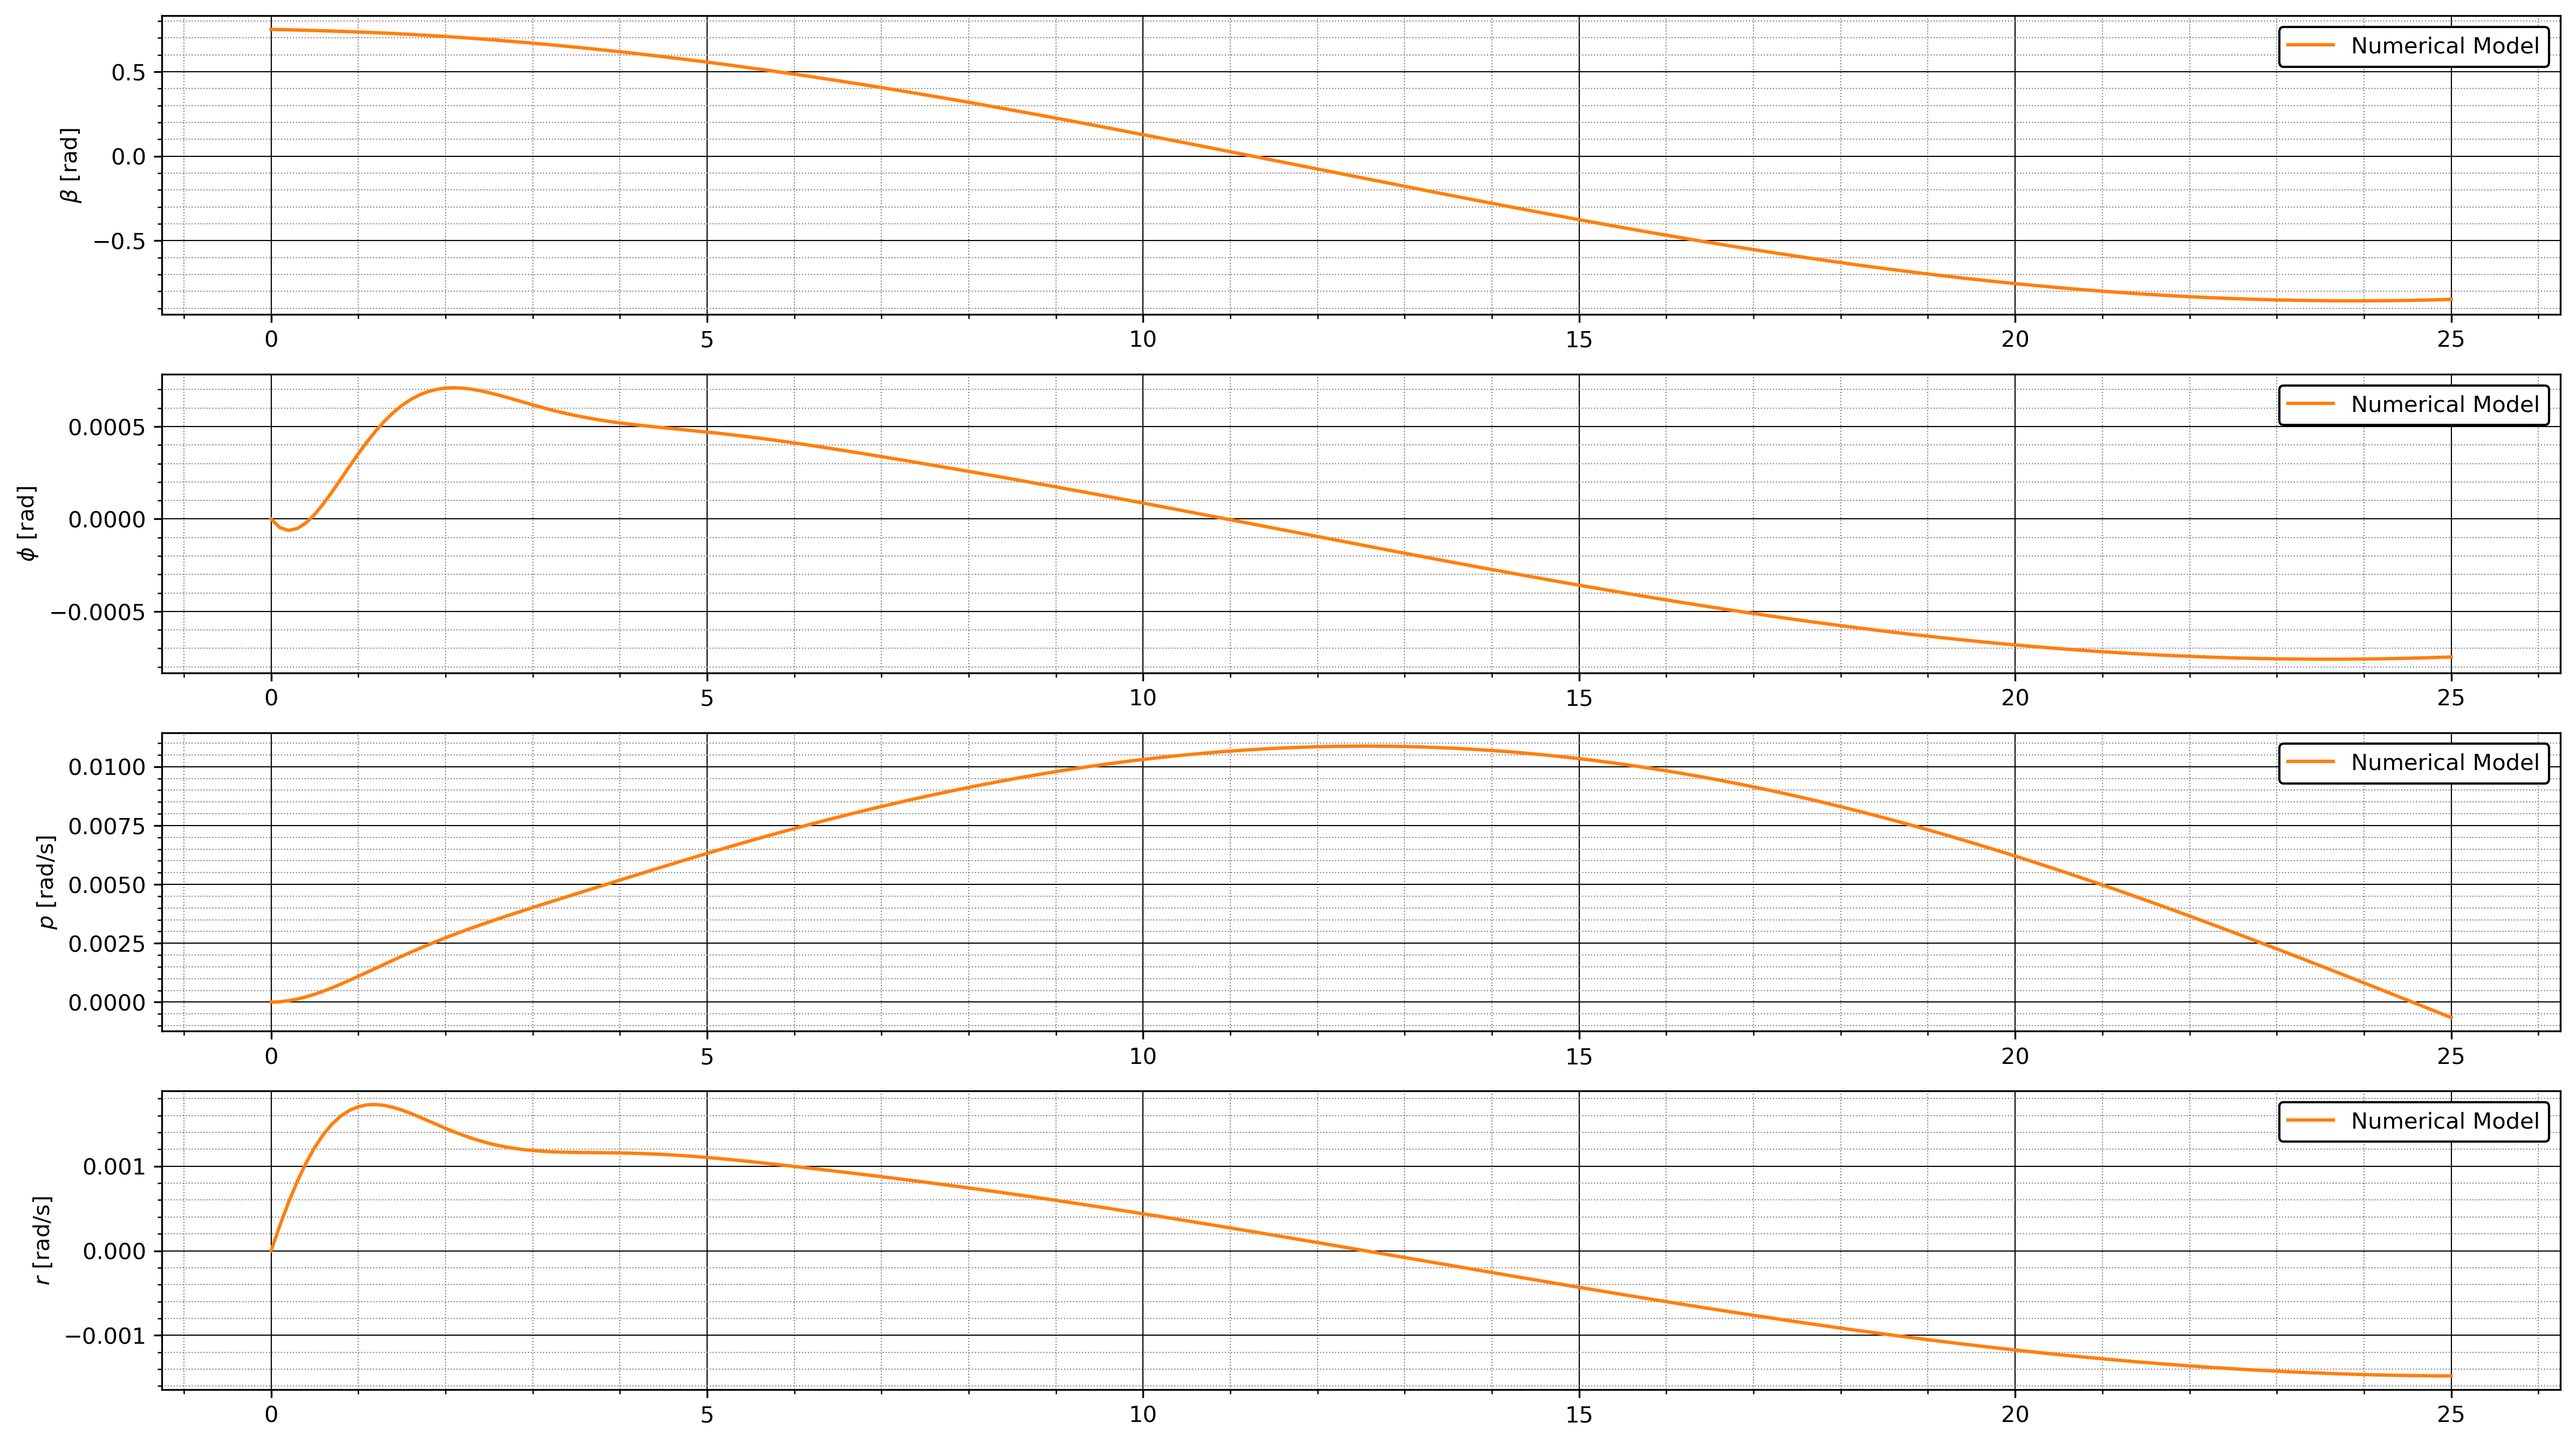 Numerical Model
0.5
0.0
−0.5
β [rad]
0 5 10 15 20 25
Numerical Model
0.0005
0.0000
−0.0005
ϕ [rad]
0 5 10 15 20 25
Numerical Model
0.0100
0.0075
0.0050
0.0025
0.0000
p [rad/s]
0 5 10 15 20 25
Numerical Model
0.001
0.000
−0.001
r [rad/s]
0 5 10 15 20 25